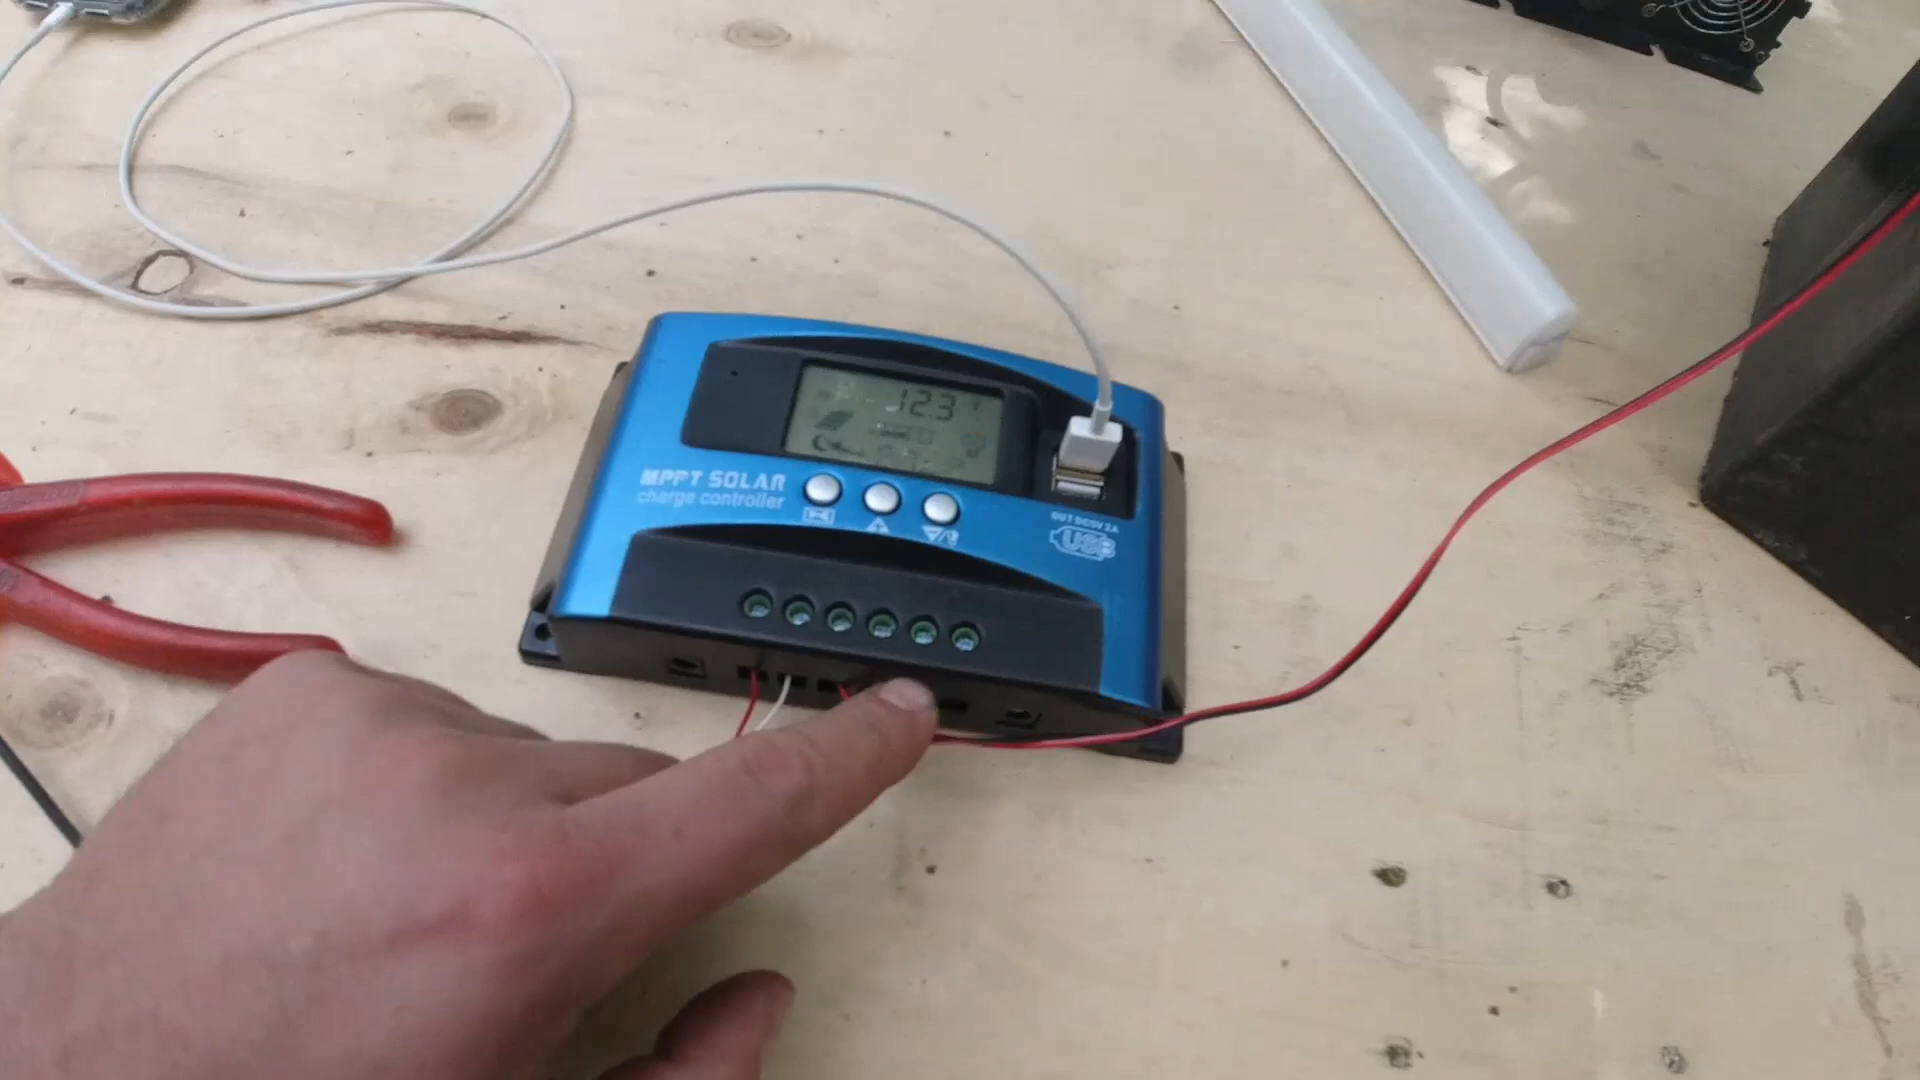 12.3
MPPT SOLAR
charge controller
OUT DC5V 2A
USB